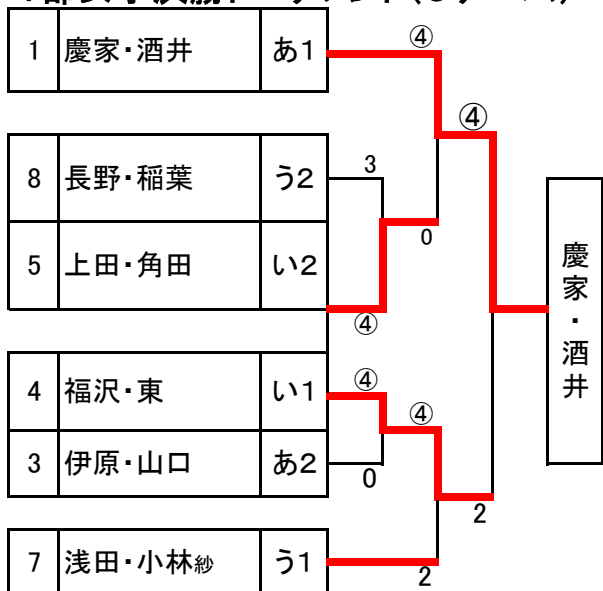 1 慶家・酒井 あ1
④
④
8 長野・稲葉 う2
3
5 上田・角田 い2
0
④
慶家・酒井
4 福沢・東 い1
④
④
3 伊原・山口 あ2
0
2
7 浅田・小林紗 う1
2